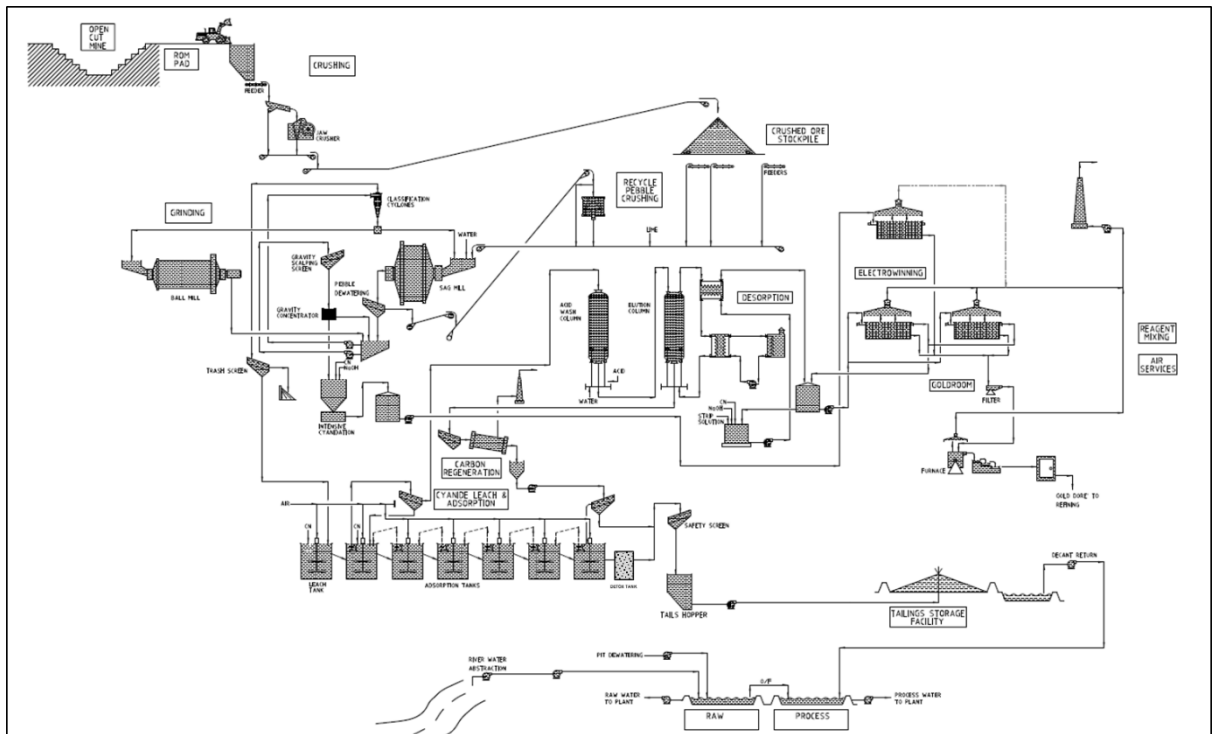 OPEN
CUT
MINE
ROM
PAD
CRUSHING
FEEDER
JAW
CRUSHER
CRUSHED ORE
STOCKPILE
FEEDERS
RECYCLE
PEBBLE
CRUSHING
CLASSIFICATION
CYCLONES
GRINDING
WATER
LIME
GRAVITY
SCALPING
SCREEN
BALL MILL
PEBBLE
DEWATERING
SAG MILL
GRAVITY
CONCENTRATOR
ACID
WASH
COLUMN
ELUTION
COLUMN
DESORPTION
ELECTROWINNING
REAGENT
MIXING
AIR
SERVICES
TRASH SCREEN
CN
NaOH
ACID
WATER
INTENSIVE
CYANIDATION
CN
NaOH
STRIP
SOLUTION
GOLDROOM
FILTER
FURNACE
GOLD DORE' TO
REFINING
CARBON
REGENERATION
CYANIDE LEACH &
ADSORPTION
AIR
CN
CN
SAFETY SCREEN
LEACH
TANK
ADSORPTION TANKS
DETOX TANK
TAILS HOPPER
DECANT RETURN
TAILINGS STORAGE
FACILITY
PIT DEWATERING
RIVER WATER
ABSTRACTION
O/F
RAW WATER
TO PLANT
PROCESS WATER
TO PLANT
RAW
PROCESS